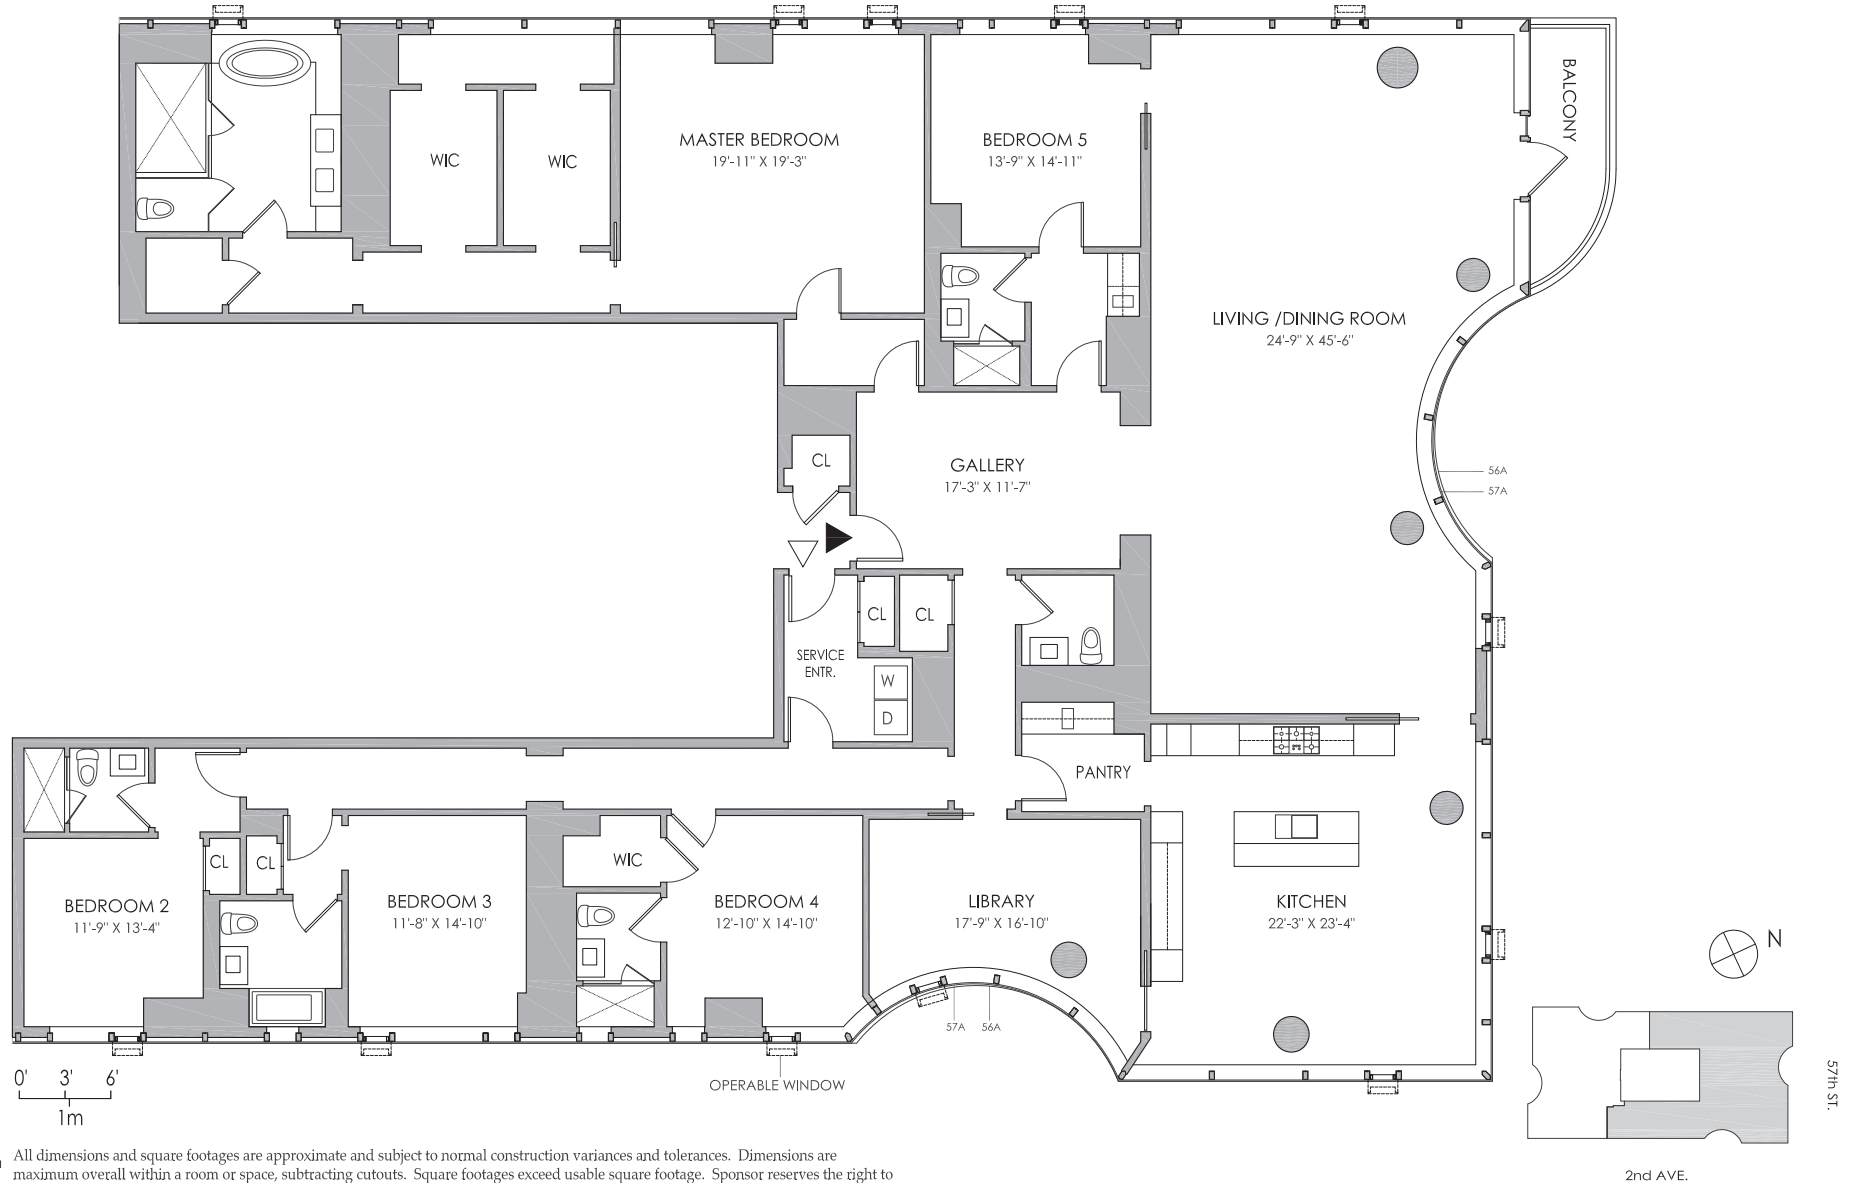 BALCONY
MASTER BEDROOM
19'-11" X 19'-3"
BEDROOM 5
13'-9" X 14'-11"
WIC
WIC
LIVING /DINING ROOM
24'-9" X 45'-6"
CL
GALLERY
17'-3" X 11'-7"
56A
57A
CL
CL
SERVICE
ENTR.
W
D
PANTRY
CL
CL
WIC
BEDROOM 2
11'-9" X 13'-4"
BEDROOM 3
11'-8" X 14'-10"
BEDROOM 4
12'-10" X 14'-10"
LIBRARY
17'-9" X 16'-10"
KITCHEN
22'-3" X 23'-4"
N
57A
56A
0' 3' 6'
1m
OPERABLE WINDOW
57th ST.
2nd AVE.
All dimensions and square footages are approximate and subject to normal construction variances and tolerances. Dimensions are
maximum overall within a room or space, subtracting cutouts. Square footages exceed usable square footage. Sponsor reserves the right to